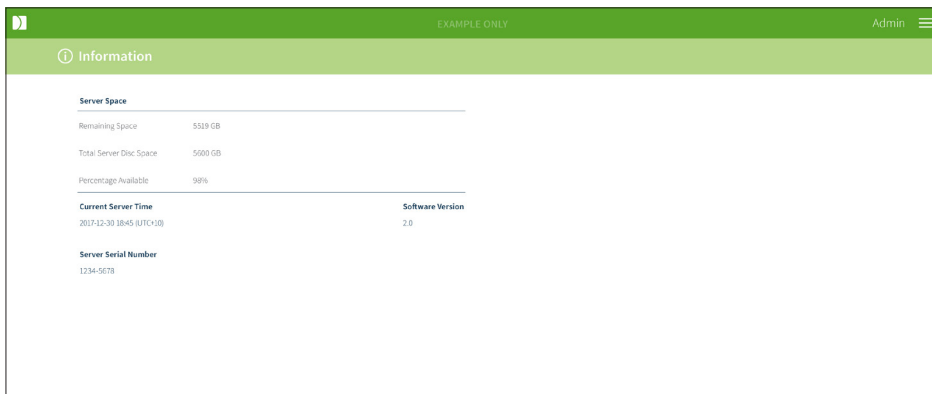 EXAMPLE ONLY
Admin
Information
Server Space
Remaining Space 5519 GB
Total Server Disc Space 5600 GB
Percentage Available 98%
Current Server Time Software Version
2017-12-30 18:45 (UTC+10) 2.0
Server Serial Number
1234-5678